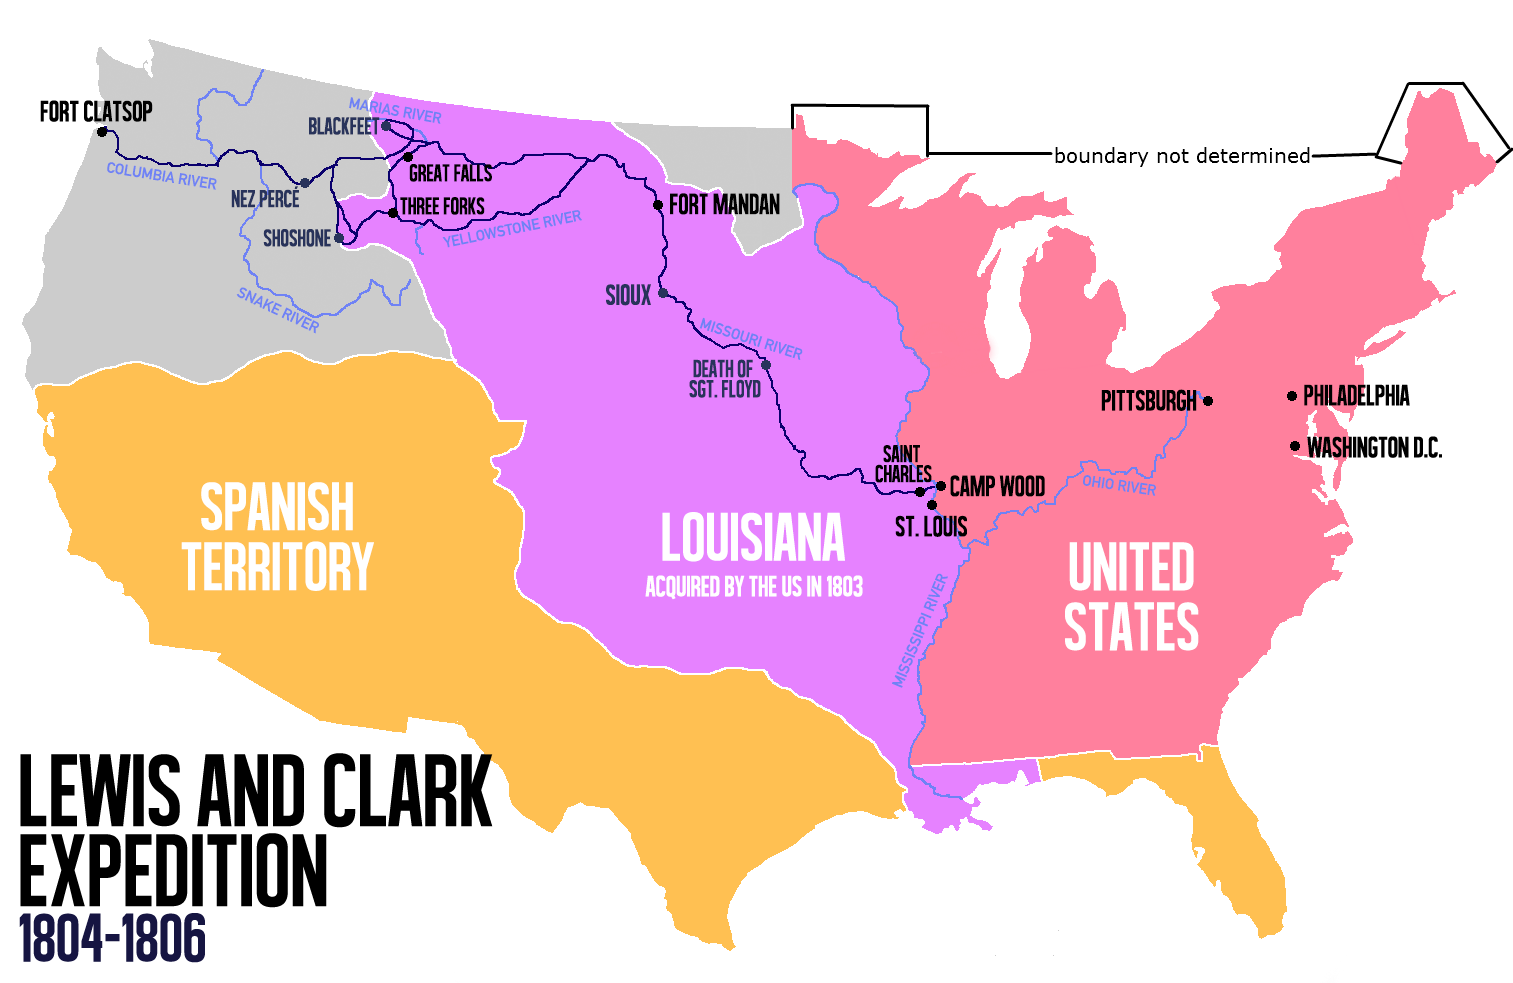 FORT CLATSOP
COLUMBIA RIVER
MARIAS RIVER
BLACKFEET
GREAT FALLS
NEZ PERCÉ
THREE FORKS
SHOSHONE
YELLOWSTONE RIVER
SNAKE RIVER
FORT MANDAN
boundary not determined
SIOUX
MISSOURI RIVER
DEATH OF
SGT. FLOYD
SAINT
CHARLES
CAMP WOOD
ST. LOUIS
PITTSBURGH
PHILADELPHIA
WASHINGTON D.C.
OHIO RIVER
MISSISSIPPI RIVER
SPANISH
TERRITORY
LOUISIANA
ACQUIRED BY THE US IN 1803
UNITED
STATES
LEWIS AND CLARK
EXPEDITION
1804-1806